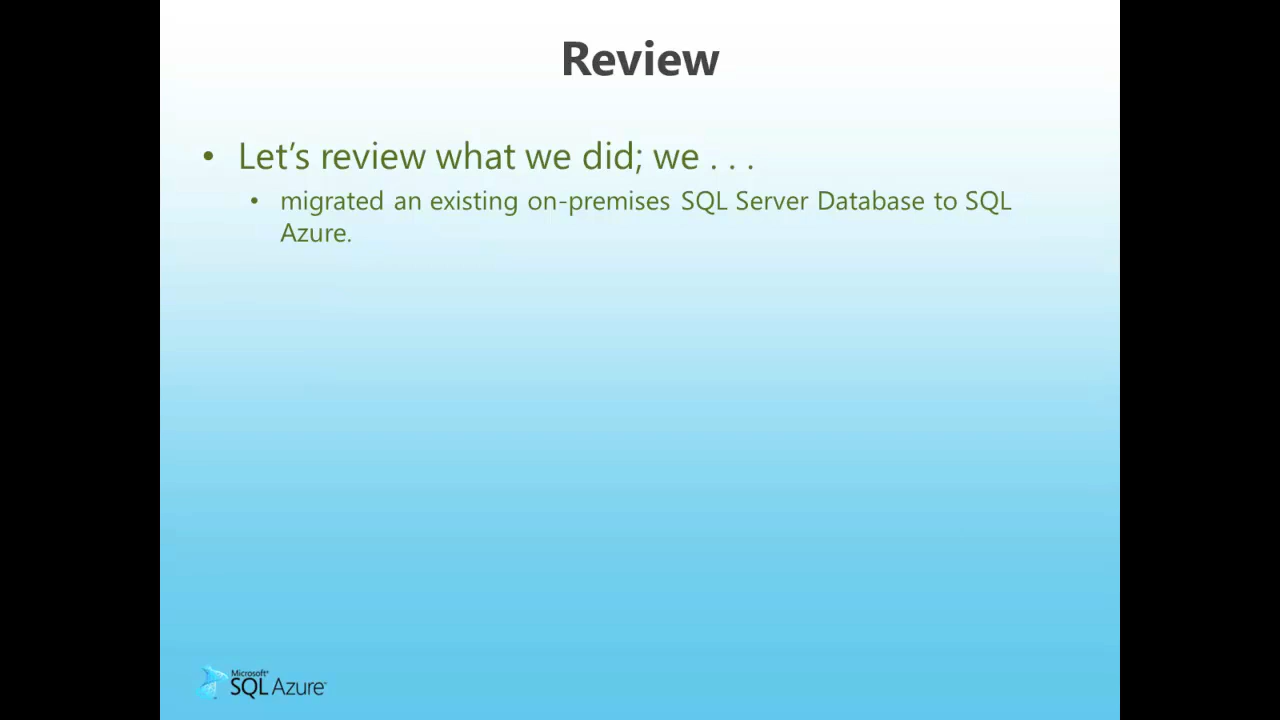 Review
• Let's review what we did; we . . .
• migrated an existing on-premises SQL Server Database to SQL
Azure.
Microsoft®
SQL Azure™